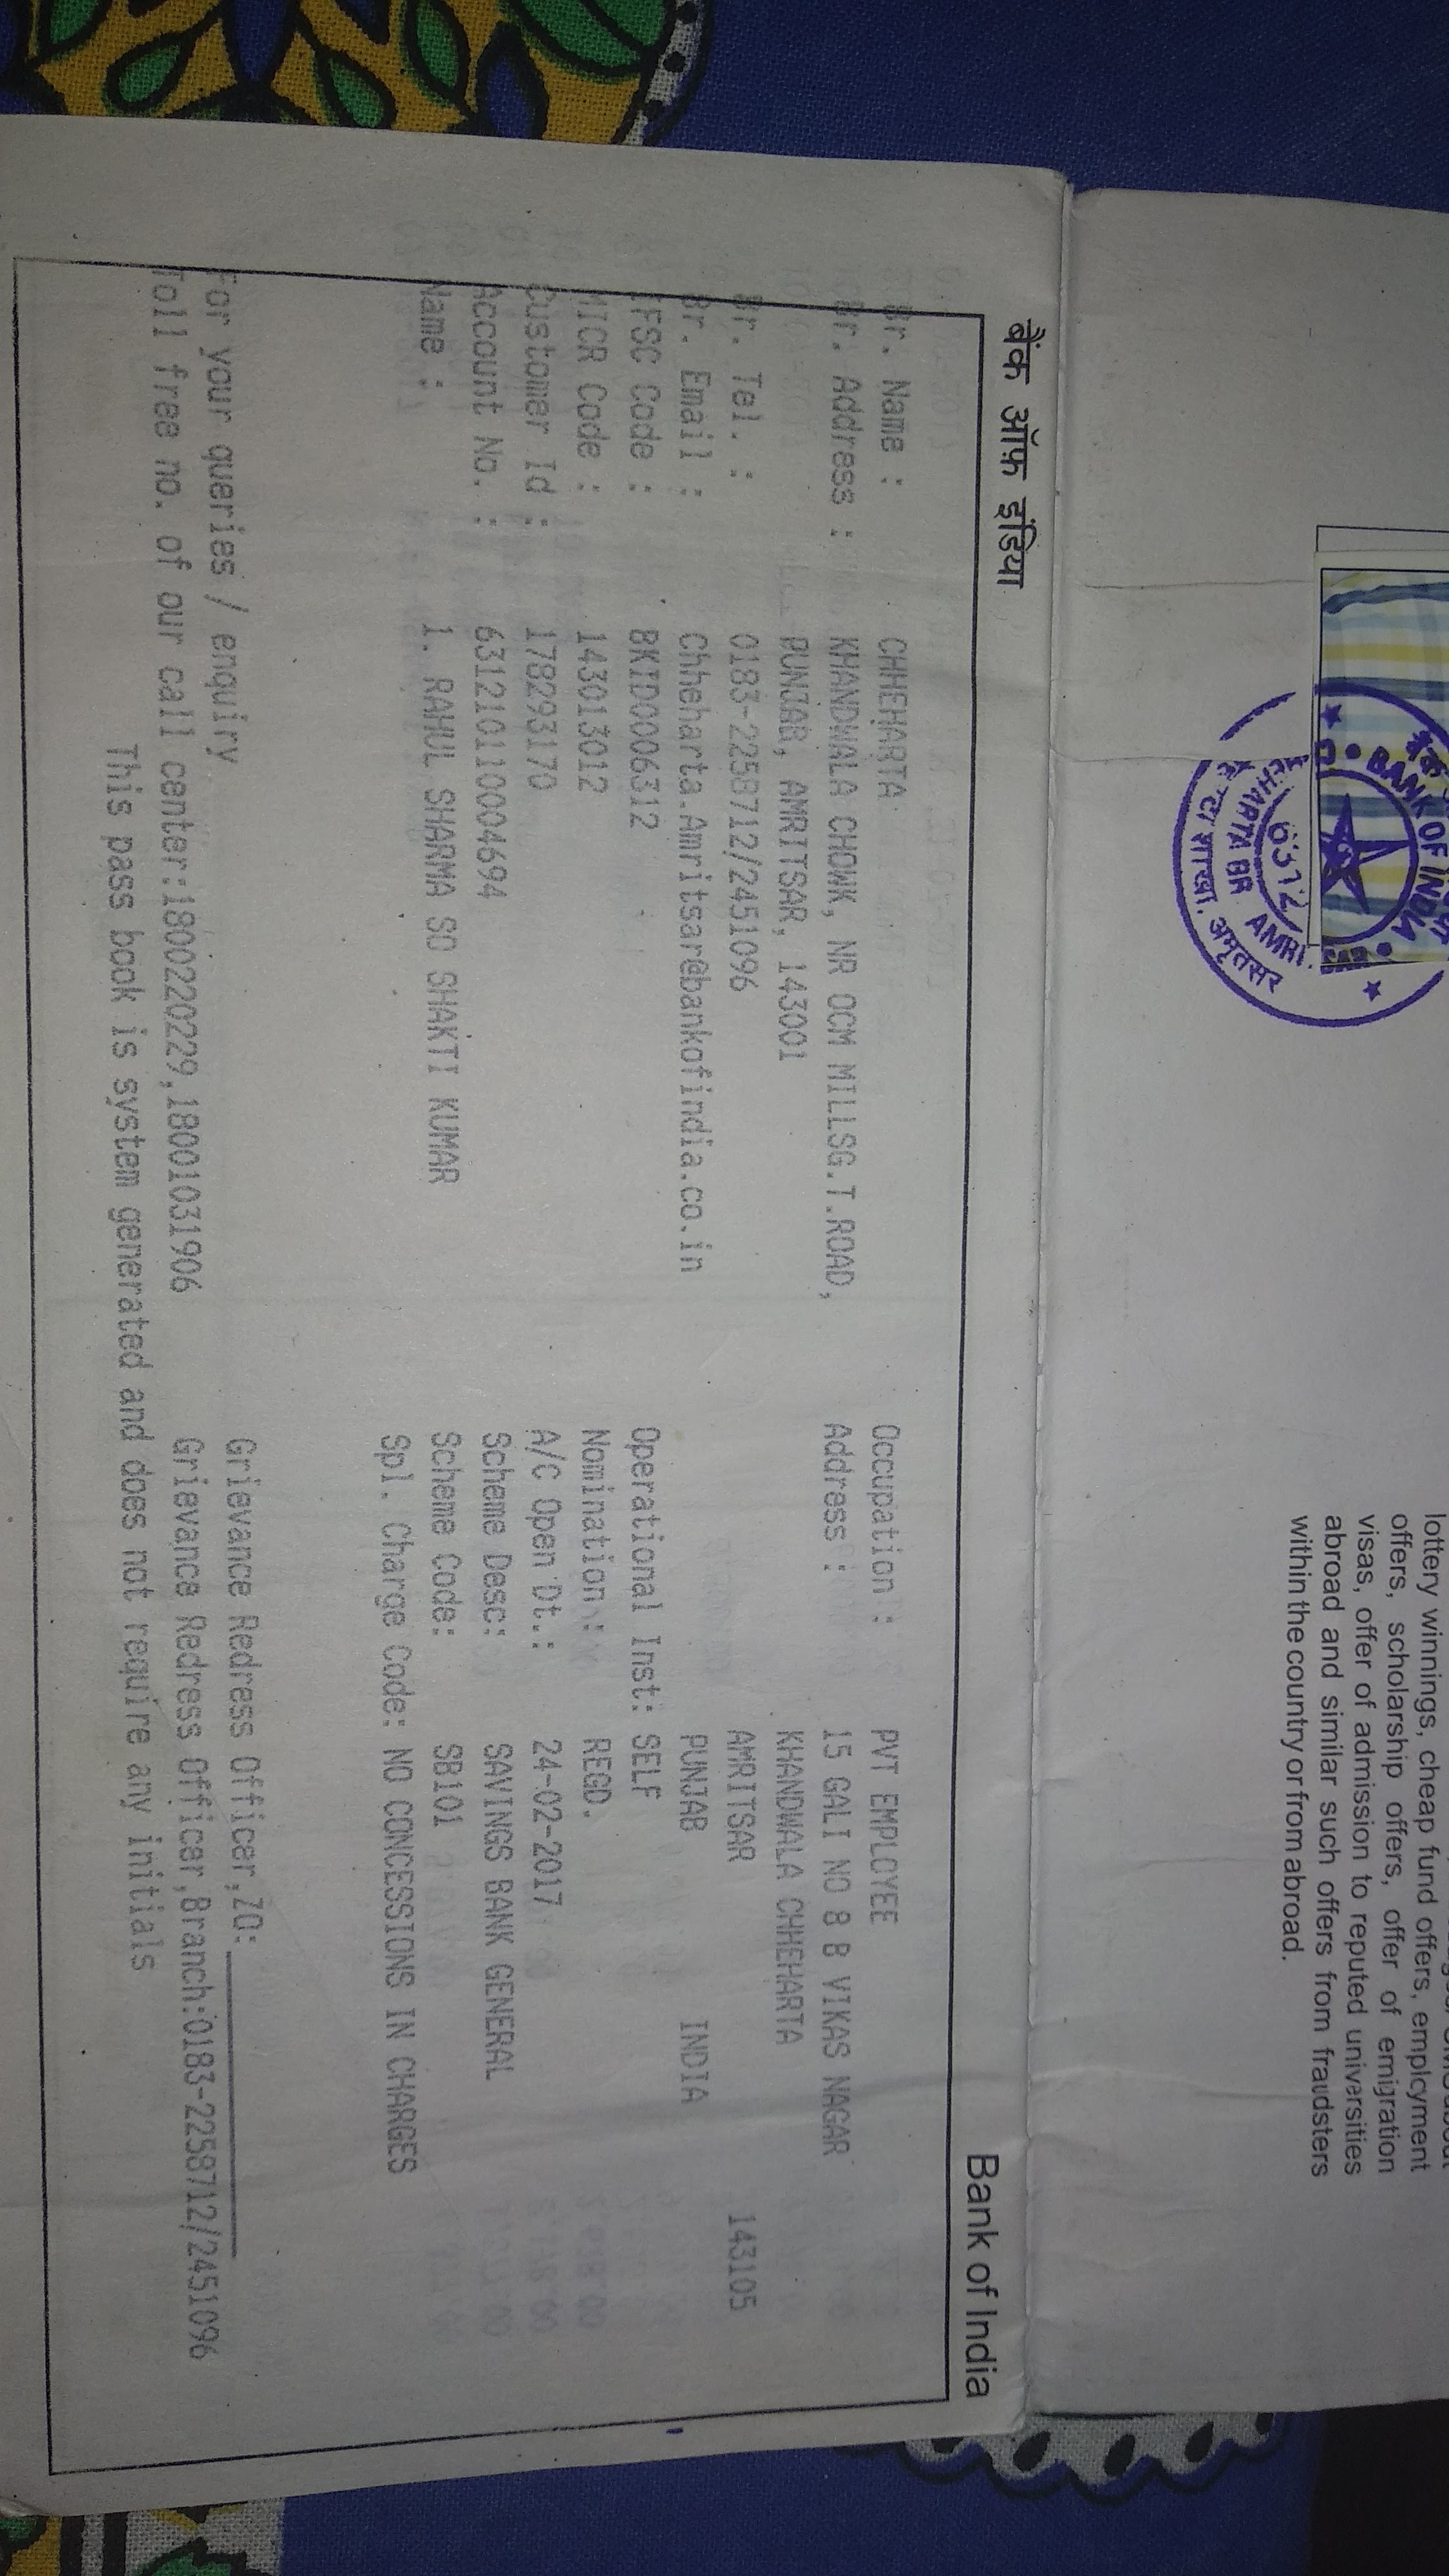 lottery winnings, cheap fund offers, employment
offers, scholarship offers, offer of emigration
visas, offer of admission to reputed universities
abroad and similar such offers from fraudsters
within the country or from abroad.
BANK OF INDIA
6312
AMRI
शाखा, अमृतसर
बैंक ऑफ़ इंडिया Bank of India
Br. Name : CHHEHARTA Occupation : PVT EMPLOYEE
Br. Address : KHANDWALA CHOWK, NR OCM MILLSG.T.ROAD, Address : 15 GALI NO 8 B VIKAS NAGAR
PUNJAB, AMRITSAR, 143001 KHANDWALA CHHEHARTA
Br. Tel. : 0183-2258712/2451096 AMRITSAR 143105
Br. Email : Chheharta.Amritsar@bankofindia.co.in PUNJAB INDIA
IFSC Code : BKID0006312 Operational Inst: SELF
MICR Code : 143013012 Nomination : REGD.
Customer Id : 178293170 A/C Open Dt.: 24-02-2017
Account No. : 631210110004694 Scheme Desc: SAVINGS BANK GENERAL
Name : 1. RAHUL SHARMA SO SHAKTI KUMAR Scheme Code: SB101
Spl. Charge Code: NO CONCESSIONS IN CHARGES
For your queries / enquiry Grievance Redress Officer,ZO:
Toll free no. of our call center:180022029,18001031906 Grievance Redress Officer,Branch:0183-2258712/2451096
This pass book is system generated and does not require any initials